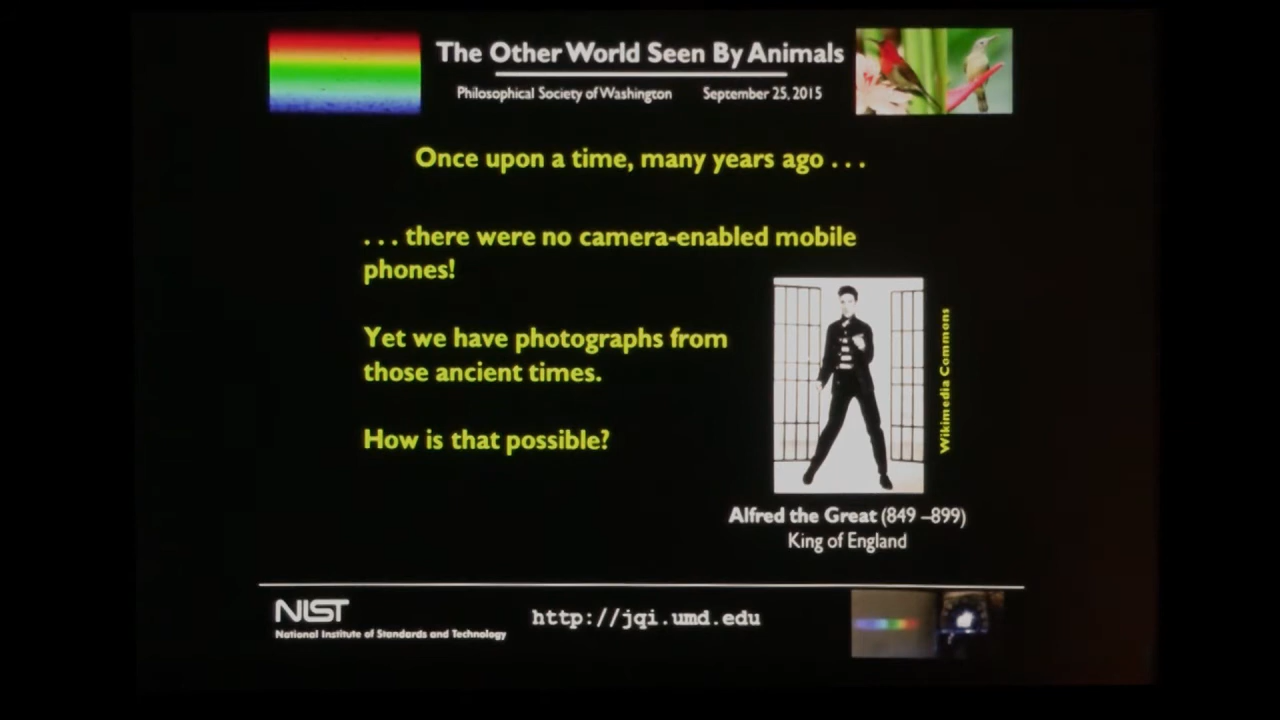 The Other World Seen By Animals
Philosophical Society of Washington September 25, 2015
Once upon a time, many years ago . . .
. . . there were no camera-enabled mobile
phones!
Yet we have photographs from
those ancient times.
How is that possible?
Wikimedia Commons
Alfred the Great (849 –899)
King of England
NIST
National Institute of Standards and Technology
http://jqi.umd.edu